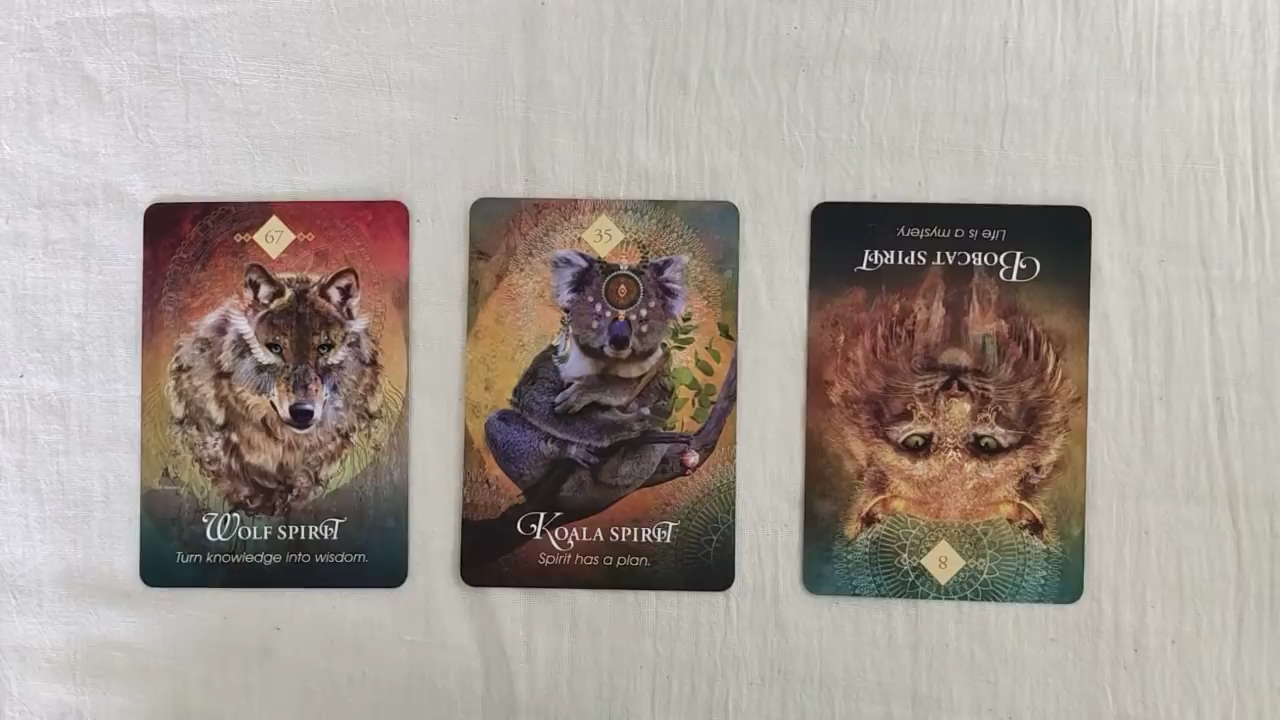 67
WOLF SPIRIT
Turn knowledge into wisdom.
35
KOALA SPIRIT
Spirit has a plan.
8
BOBCAT SPIRIT
Life is a mystery.